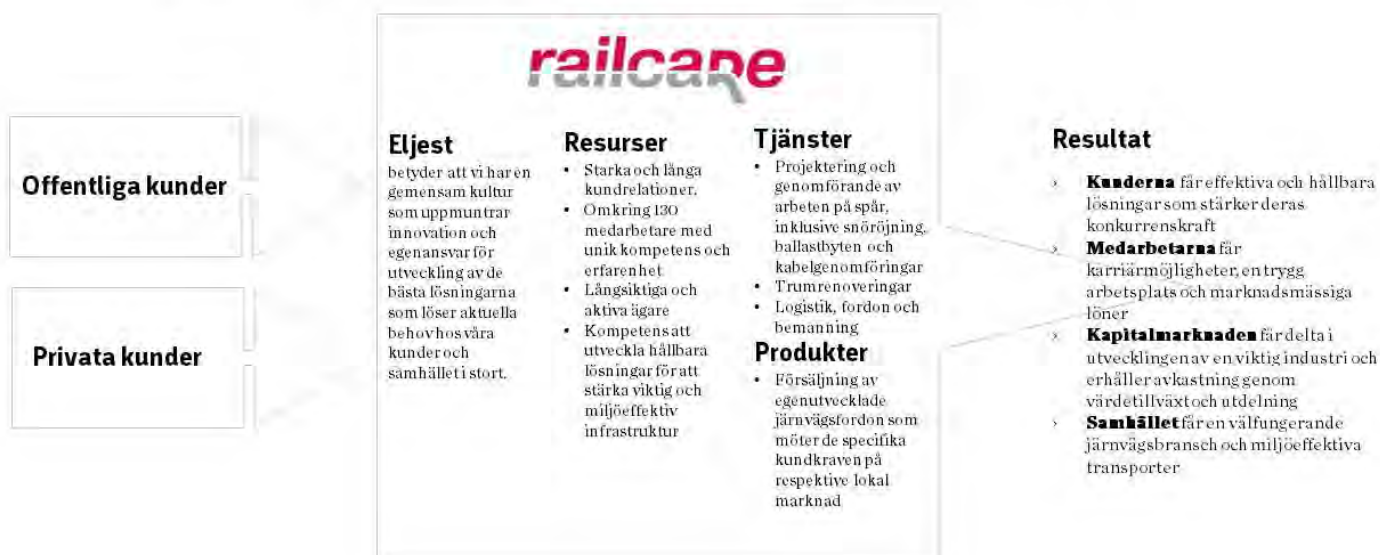 railcare
Offentliga kunder
Privata kunder
Eljest
betyder att vi har en
gemensam kultur
som uppmuntrar
innovation och
egenansvar för
utveckling av de
bästa lösningarna
som löser aktuella
behov hos våra
kunder och
samhället i stort.
Resurser
• Starka och långa
kundrelationer.
• Omkring 130
medarbetare med
unik kompetens och
erfarenhet
• Långsiktiga och
aktiva ägare
• Kompetens att
utveckla hållbara
lösningar för att
stärka viktig och
miljöeffektiv
infrastruktur
Tjänster
• Projektering och
genomförande av
arbeten på spår,
inklusive snöröjning,
ballastbyten och
kabelgenomföringar
• Trumrenoveringar
• Logistik, fordon och
bemanning
Produkter
• Försäljning av
egenutvecklade
järnvägsfordon som
möter de specifika
kundkraven på
respektive lokal
marknad
Resultat
› Kunderna får effektiva och hållbara
lösningar som stärker deras
konkurrenskraft
› Medarbetarna får
karriärmöjligheter, en trygg
arbetsplats och marknadsmässiga
löner
› Kapitalmarknaden får delta i
utvecklingen av en viktig industri och
erhåller avkastning genom
värdetillväxt och utdelning
› Samhället får en välfungerande
järnvägsbransch och miljöeffektiva
transporter